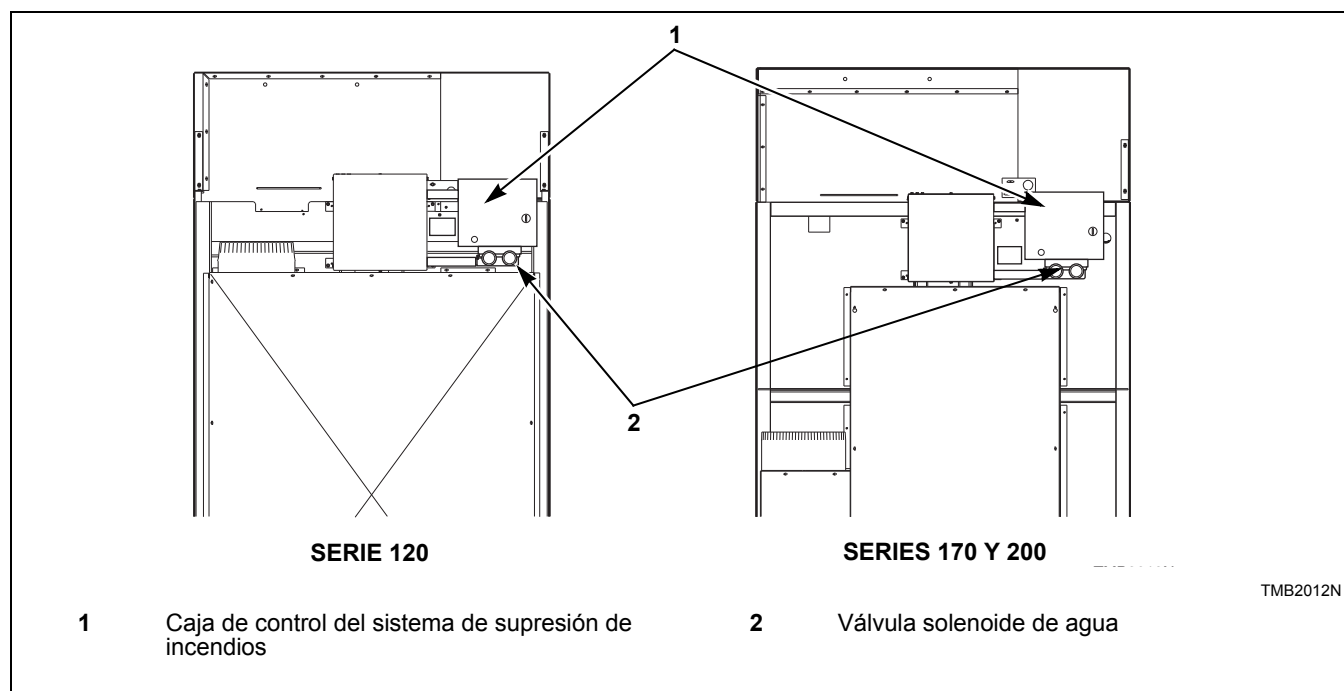 1
2
SERIE 120
SERIES 170 Y 200
TMB2012N
1 Caja de control del sistema de supresión de
incendios
2 Válvula solenoide de agua